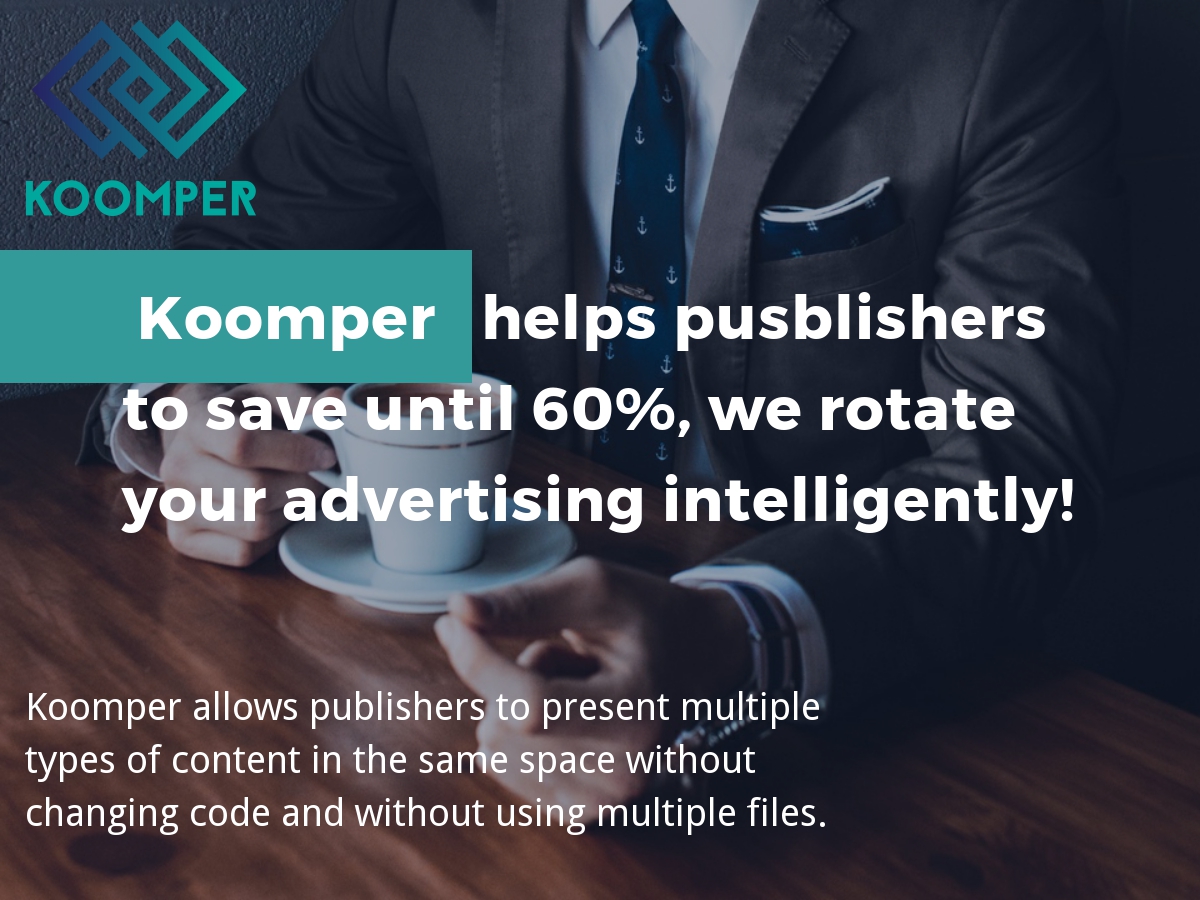 KOOMPER
Koomper helps pusblishers
to save until 60%, we rotate
your advertising intelligently!
Koomper allows publishers to present multiple
types of content in the same space without
changing code and without using multiple files.